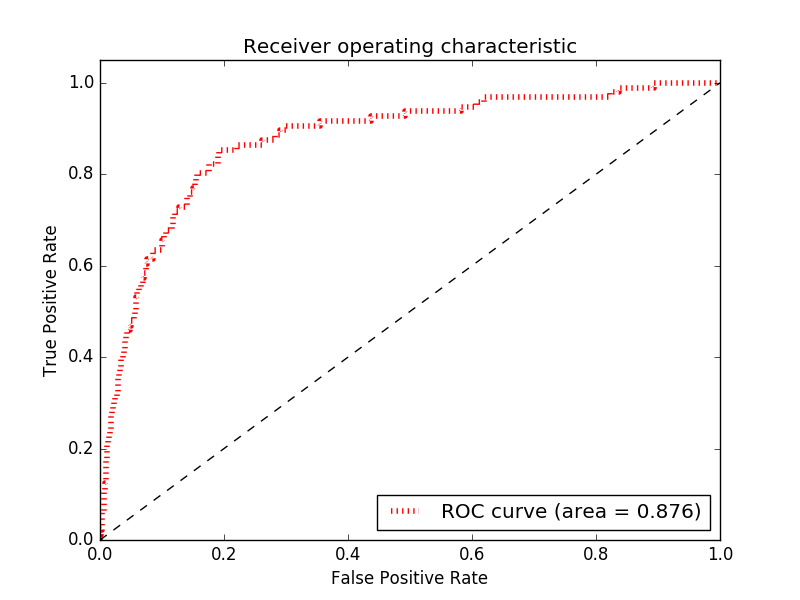 Receiver operating characteristic
True Positive Rate
1.0
0.8
0.6
0.4
0.2
0.0
ROC curve (area = 0.876)
0.0 0.2 0.4 0.6 0.8 1.0
False Positive Rate